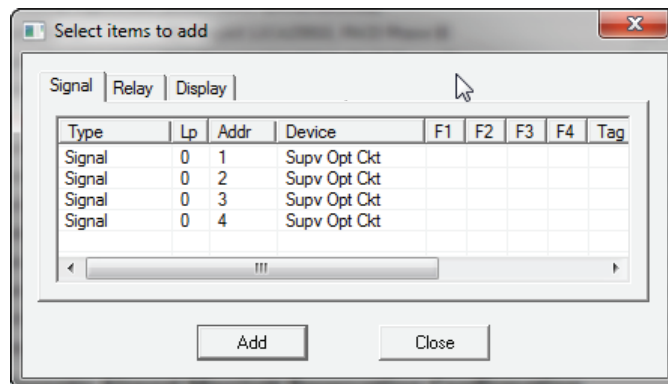 Select items to add
Signal Relay Display
Type Lp Addr Device F1 F2 F3 F4 Tag
Signal 0 1 Supv Opt Ckt
Signal 0 2 Supv Opt Ckt
Signal 0 3 Supv Opt Ckt
Signal 0 4 Supv Opt Ckt
Add Close